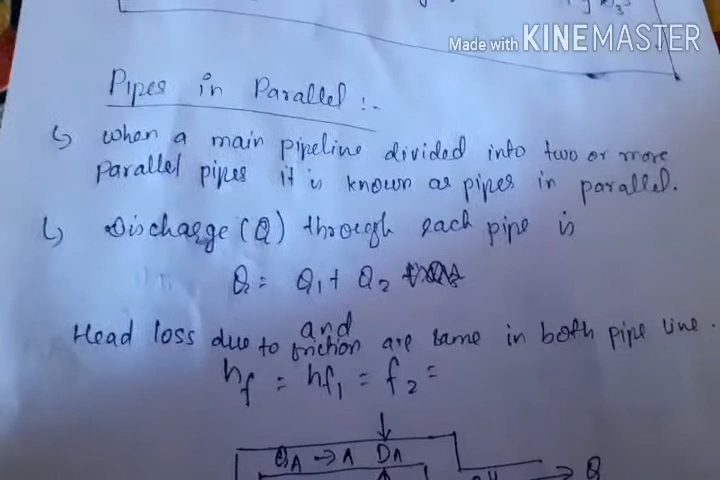 Made with KINEMASTER
Pipes in Parallel :-
↳ when a main pipeline divided into two or more
parallel pipes it is known as pipes in parallel.
↳ Discharge (Q) through each pipe is
Q = Q1 + Q2
and
Head loss due to friction are same in both pipe line.
hf = hf1 = f2 =
QA → A DA
Q